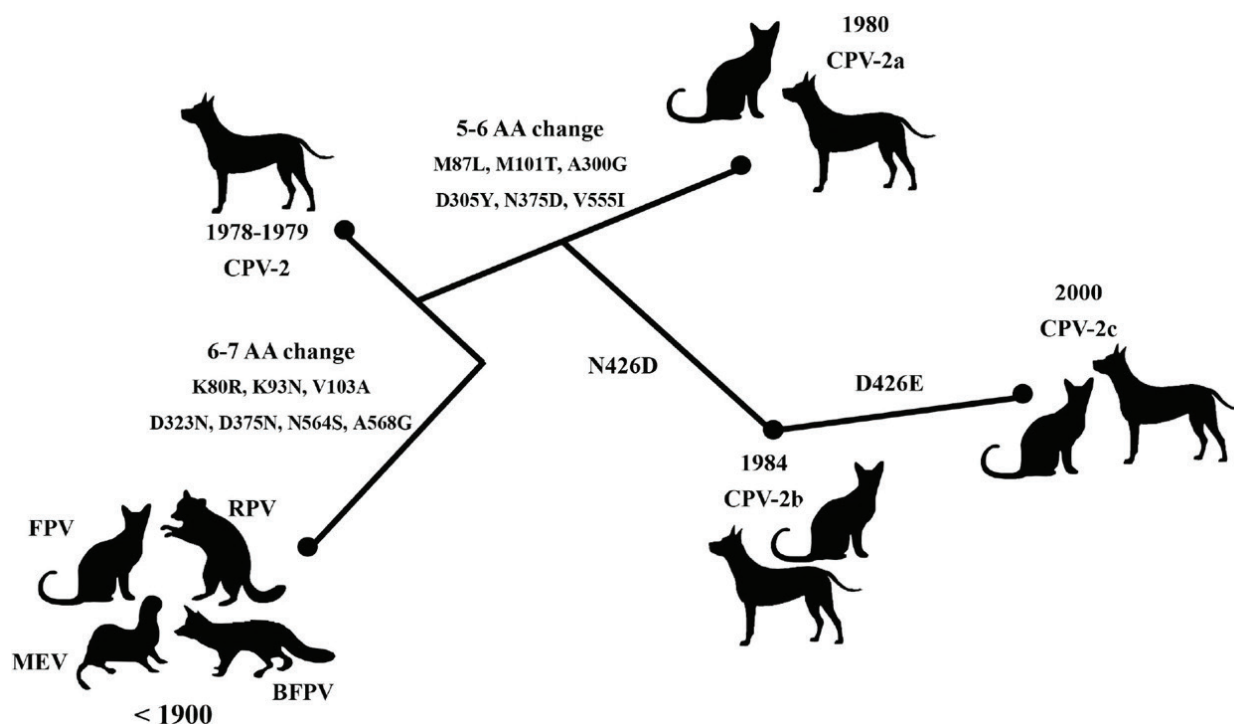 1980
CPV-2a
5-6 AA change
M87L, M101T, A300G
D305Y, N375D, V555I
1978-1979
CPV-2
2000
CPV-2c
6-7 AA change
K80R, K93N, V103A
D323N, D375N, N564S, A568G
N426D
D426E
1984
CPV-2b
FPV
RPV
MEV
BFPV
< 1900